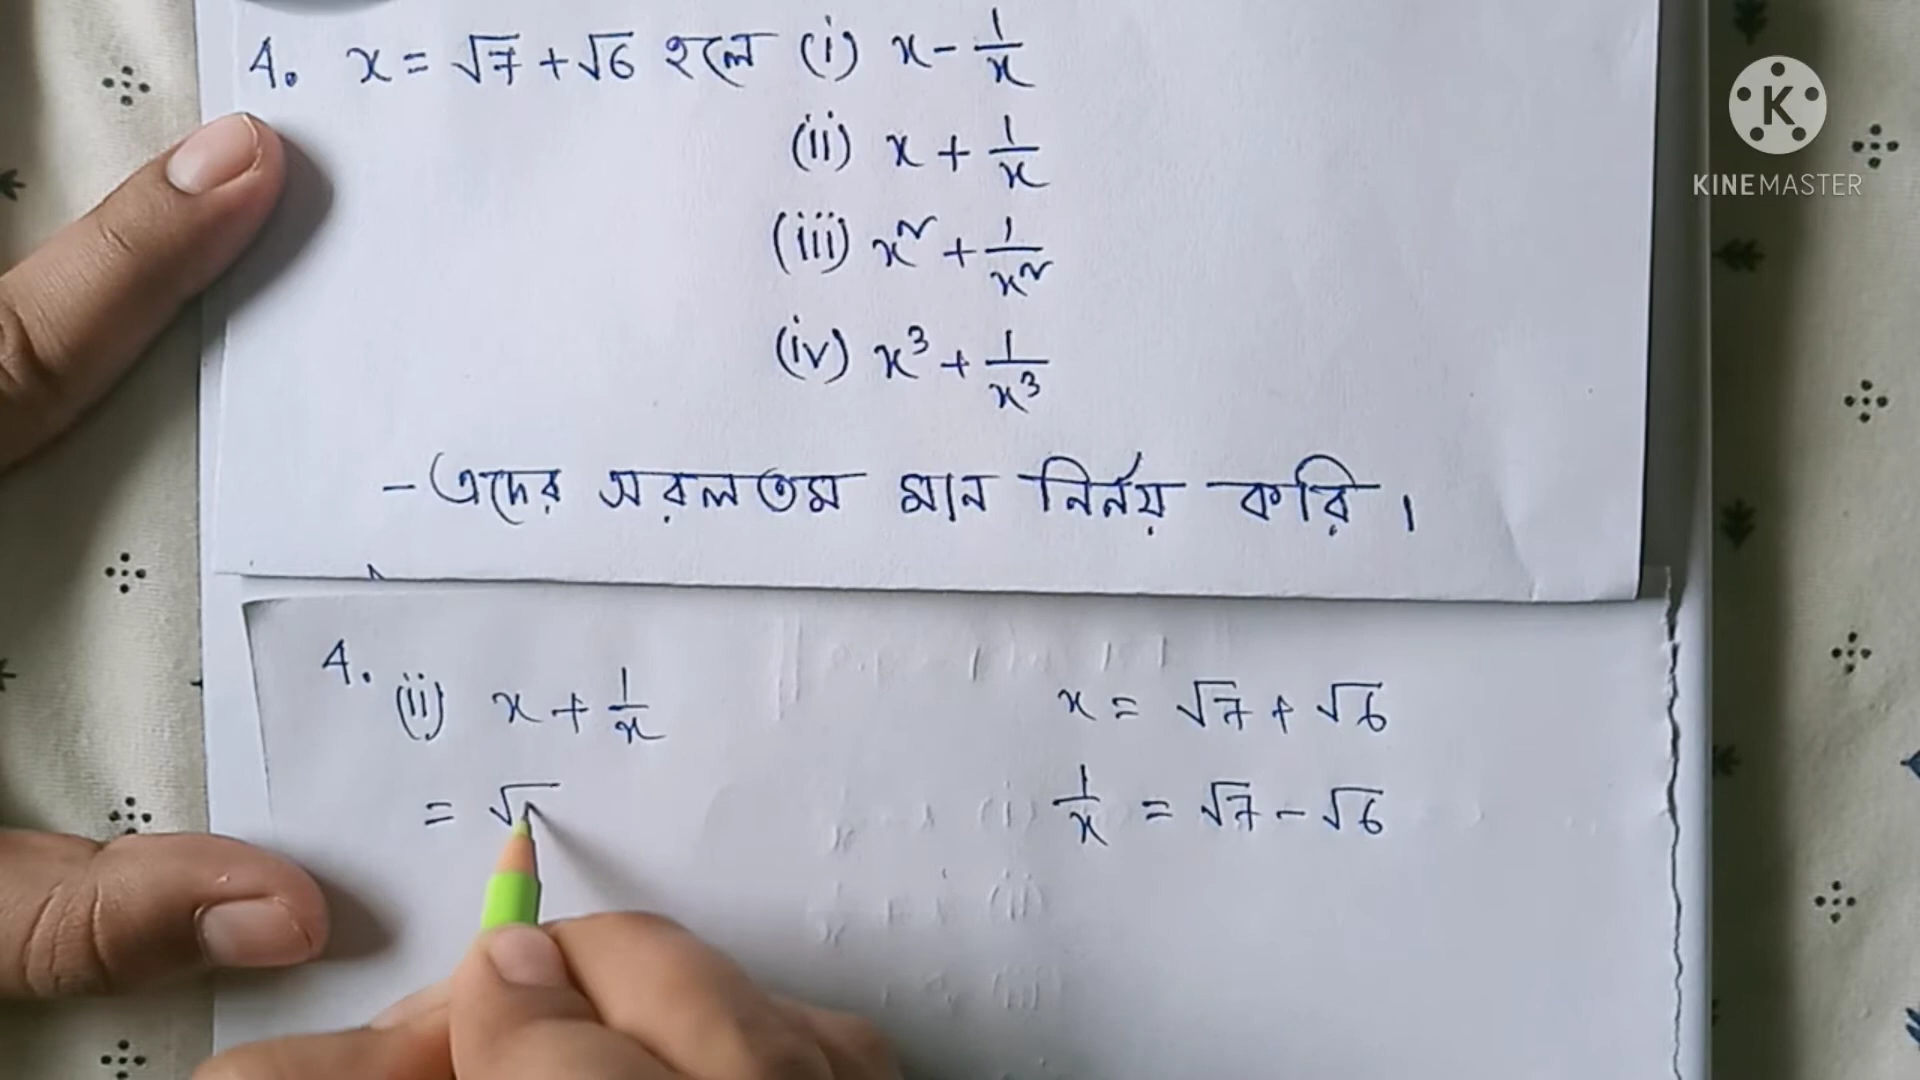 4. x = √7 + √6 হলে (i) x - 1/x
(ii) x + 1/x
(iii) x² + 1/x²
(iv) x³ + 1/x³
- এদের সরলতম মান নির্নয় করি ।
4.
(ii) x + 1/x
x = √7 + √6
= √
1/x = √7 - √6
K
KINEMASTER